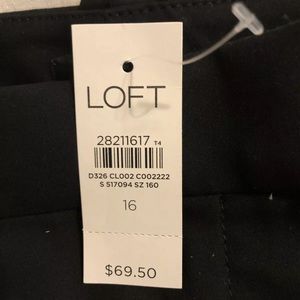 LOFT
28211617 T4
D326 CL002 C002222
S 517094 SZ 160
16
$69.50